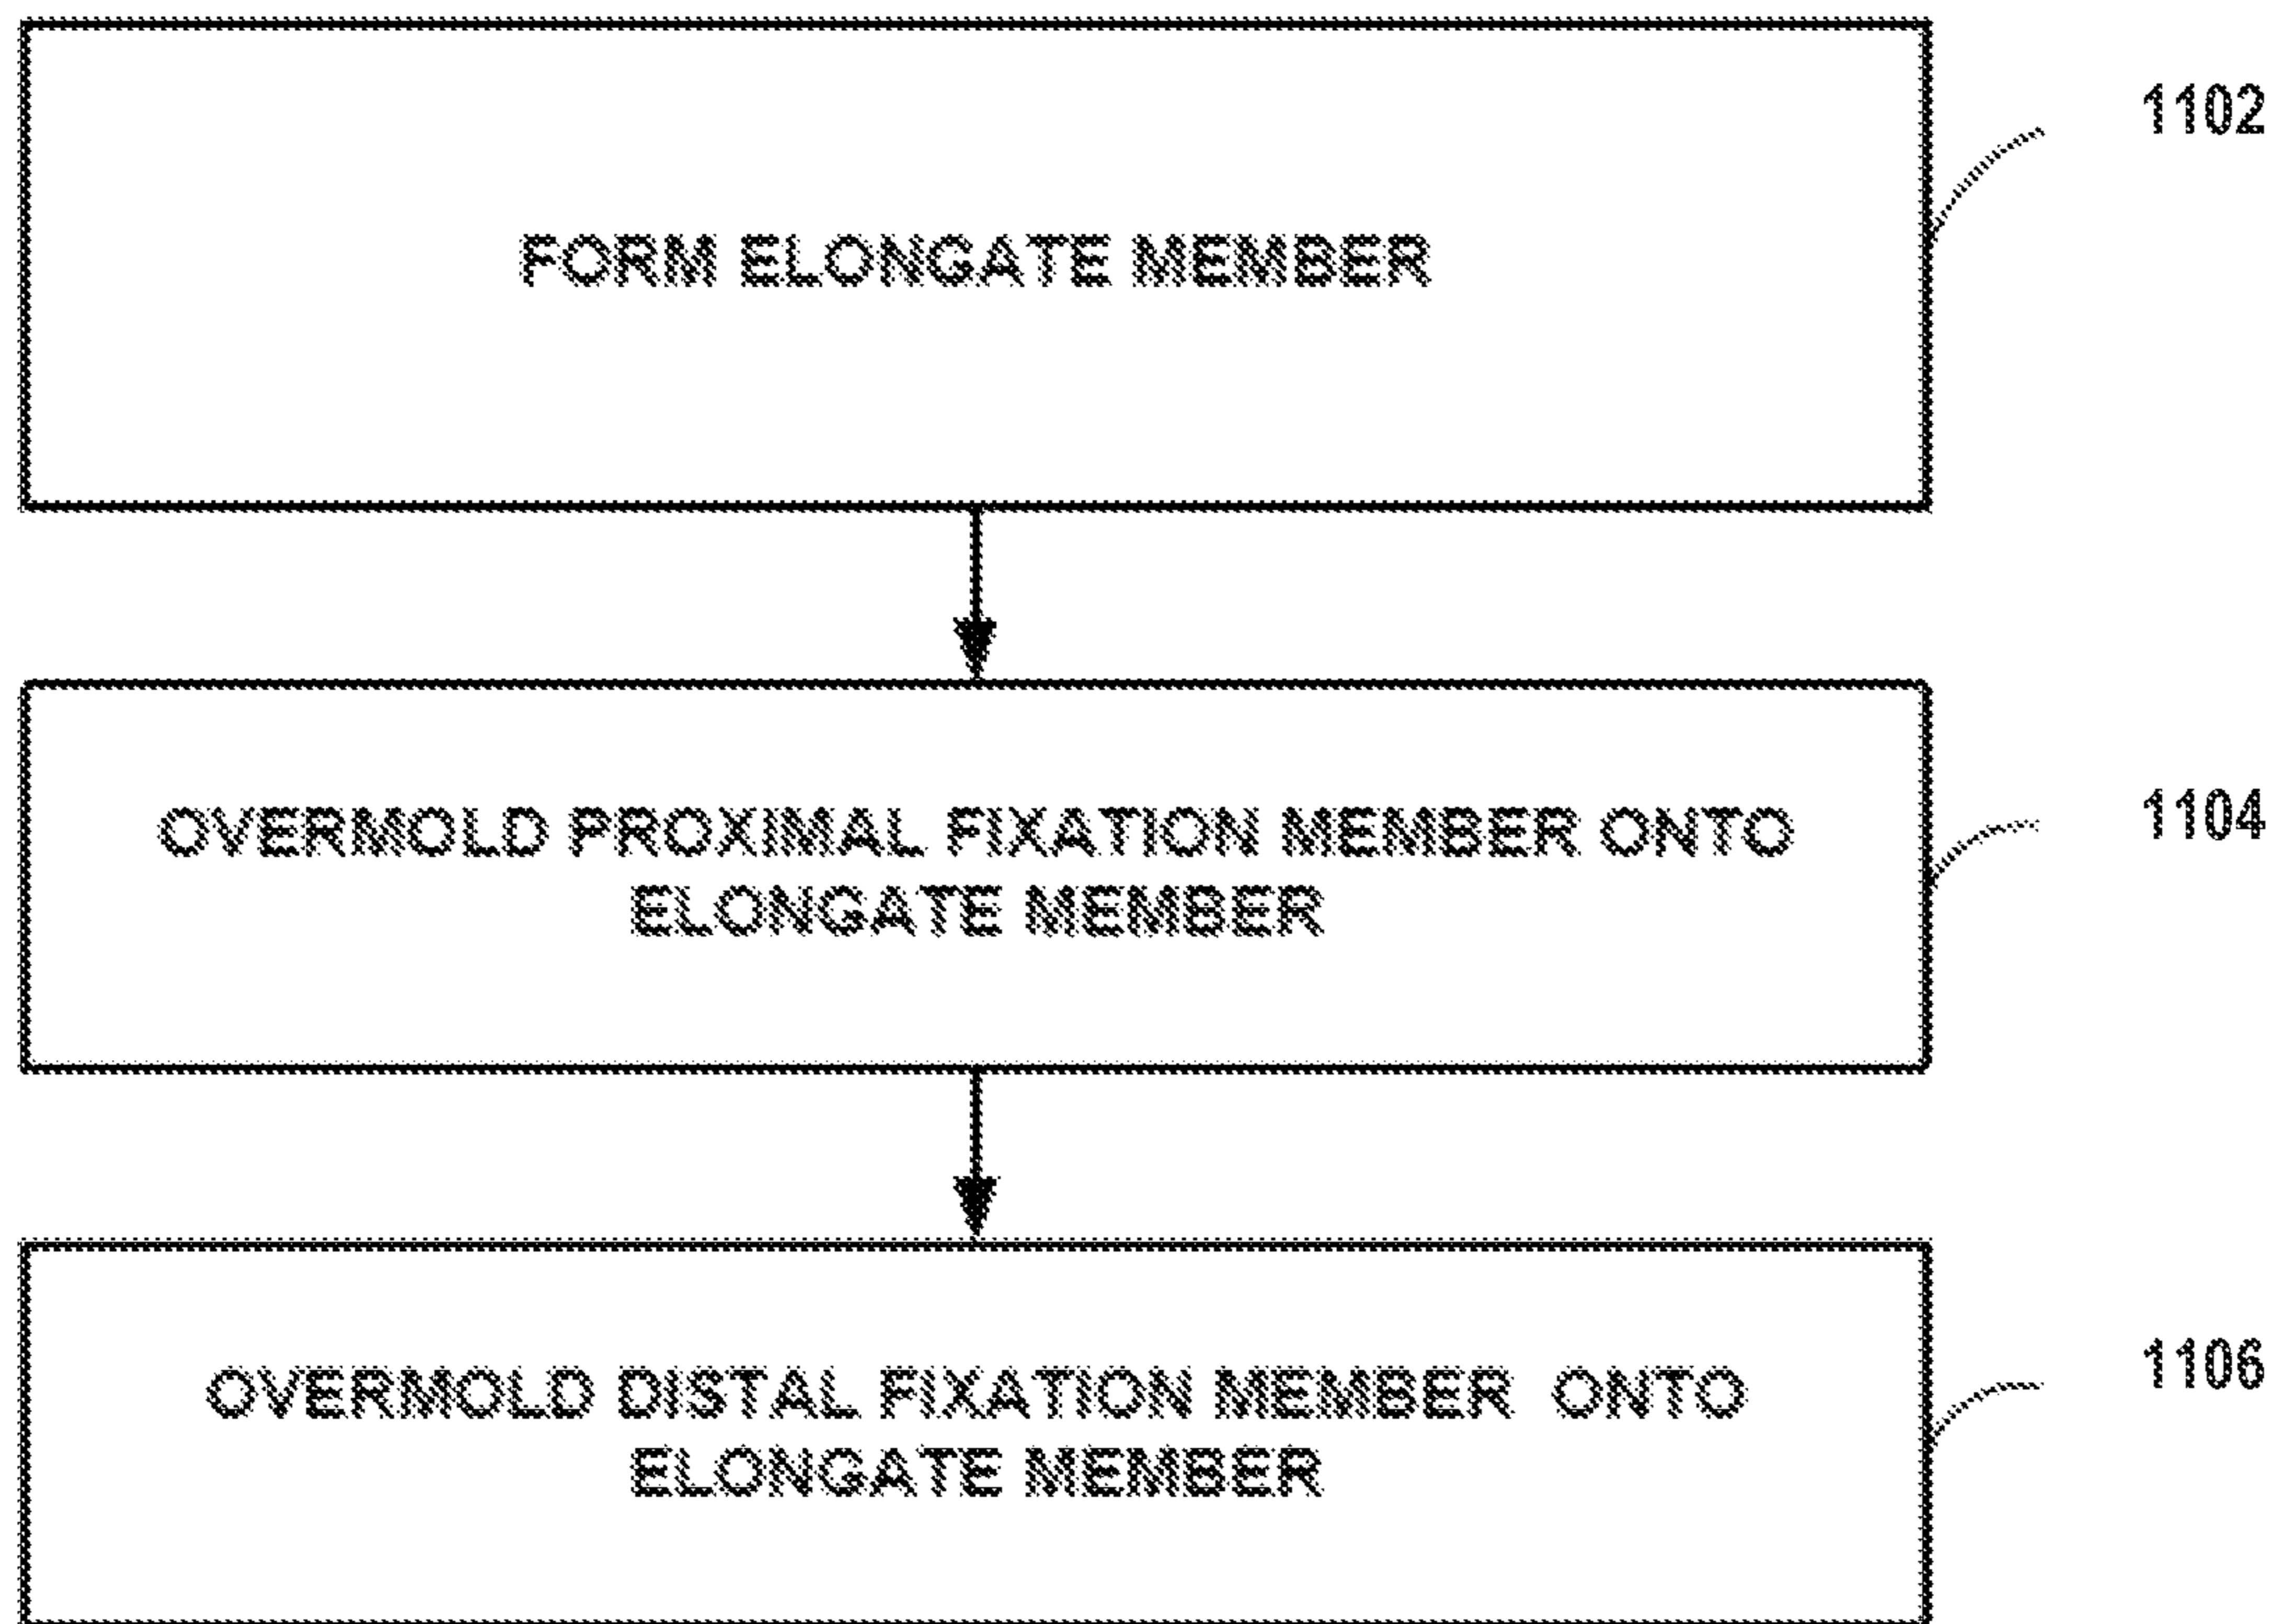 1102
FORM ELONGATE MEMBER
1104
OVERMOLD PROXIMAL FIXATION MEMBER ONTO
ELONGATE MEMBER
1106
OVERMOLD DISTAL FIXATION MEMBER ONTO
ELONGATE MEMBER